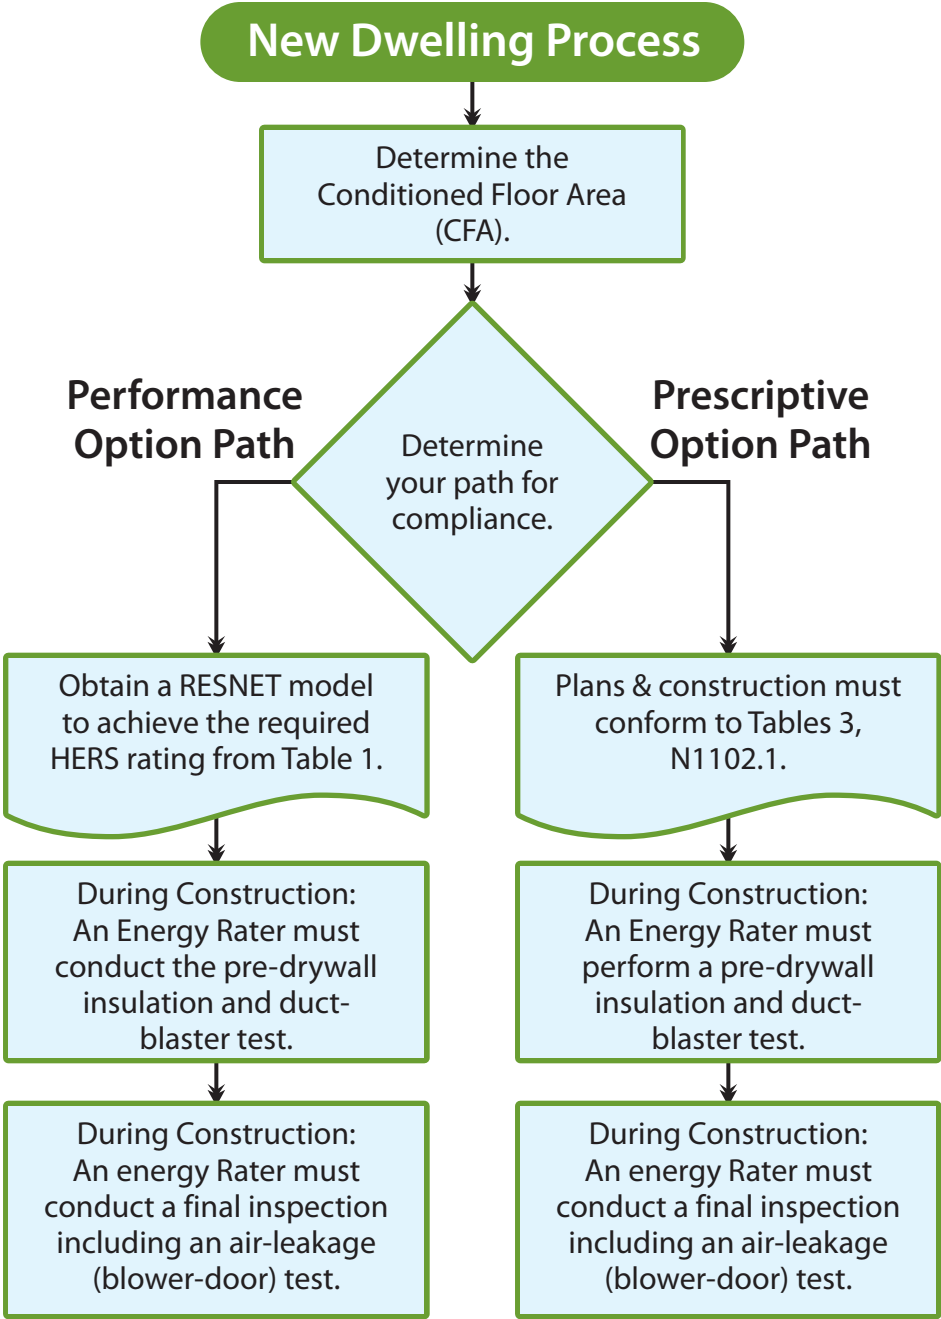 New Dwelling Process
Determine the
Conditioned Floor Area
(CFA).
Performance
Option Path
Determine
your path for
compliance.
Prescriptive
Option Path
Obtain a RESNET model
to achieve the required
HERS rating from Table 1.
During Construction:
An Energy Rater must
conduct the pre-drywall
insulation and duct-
blaster test.
During Construction:
An energy Rater must
conduct a final inspection
including an air-leakage
(blower-door) test.
Plans & construction must
conform to Tables 3,
N1102.1.
During Construction:
An Energy Rater must
perform a pre-drywall
insulation and duct-
blaster test.
During Construction:
An energy Rater must
conduct a final inspection
including an air-leakage
(blower-door) test.